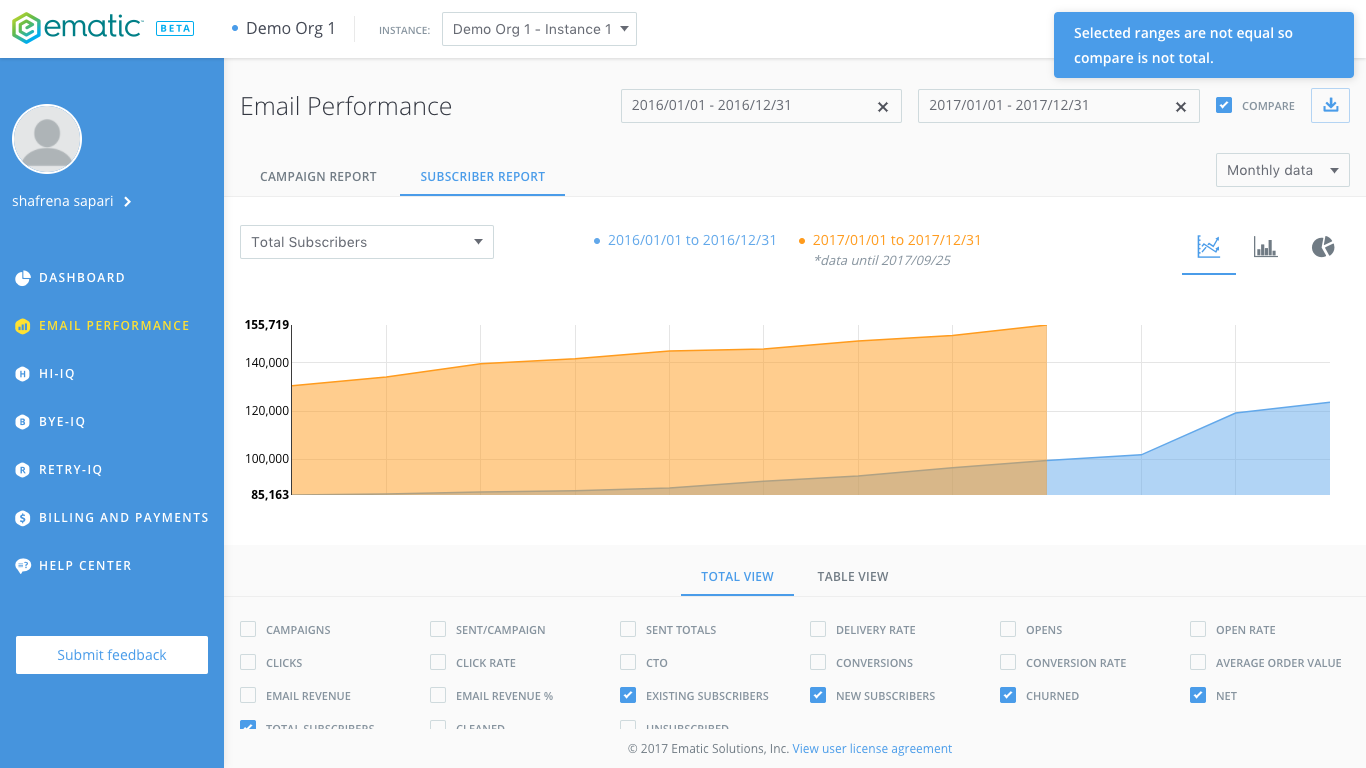 ematic BETA
Demo Org 1
INSTANCE: Demo Org 1 - Instance 1
Selected ranges are not equal so
compare is not total.
shafrena sapari
DASHBOARD
EMAIL PERFORMANCE
H HI-IQ
B BYE-IQ
R RETRY-IQ
$ BILLING AND PAYMENTS
=? HELP CENTER
Submit feedback
Email Performance
2016/01/01 - 2016/12/31 ×
2017/01/01 - 2017/12/31 ×
COMPARE
CAMPAIGN REPORT SUBSCRIBER REPORT
Monthly data
Total Subscribers
2016/01/01 to 2016/12/31
2017/01/01 to 2017/12/31
*data until 2017/09/25
155,719
140,000
120,000
100,000
85,163
TOTAL VIEW TABLE VIEW
CAMPAIGNS SENT/CAMPAIGN SENT TOTALS DELIVERY RATE OPENS OPEN RATE
CLICKS CLICK RATE CTO CONVERSIONS CONVERSION RATE AVERAGE ORDER VALUE
EMAIL REVENUE EMAIL REVENUE % EXISTING SUBSCRIBERS NEW SUBSCRIBERS CHURNED NET
TOTAL SUBSCRIBERS CLEANED UNSUBSCRIBED
© 2017 Ematic Solutions, Inc. View user license agreement